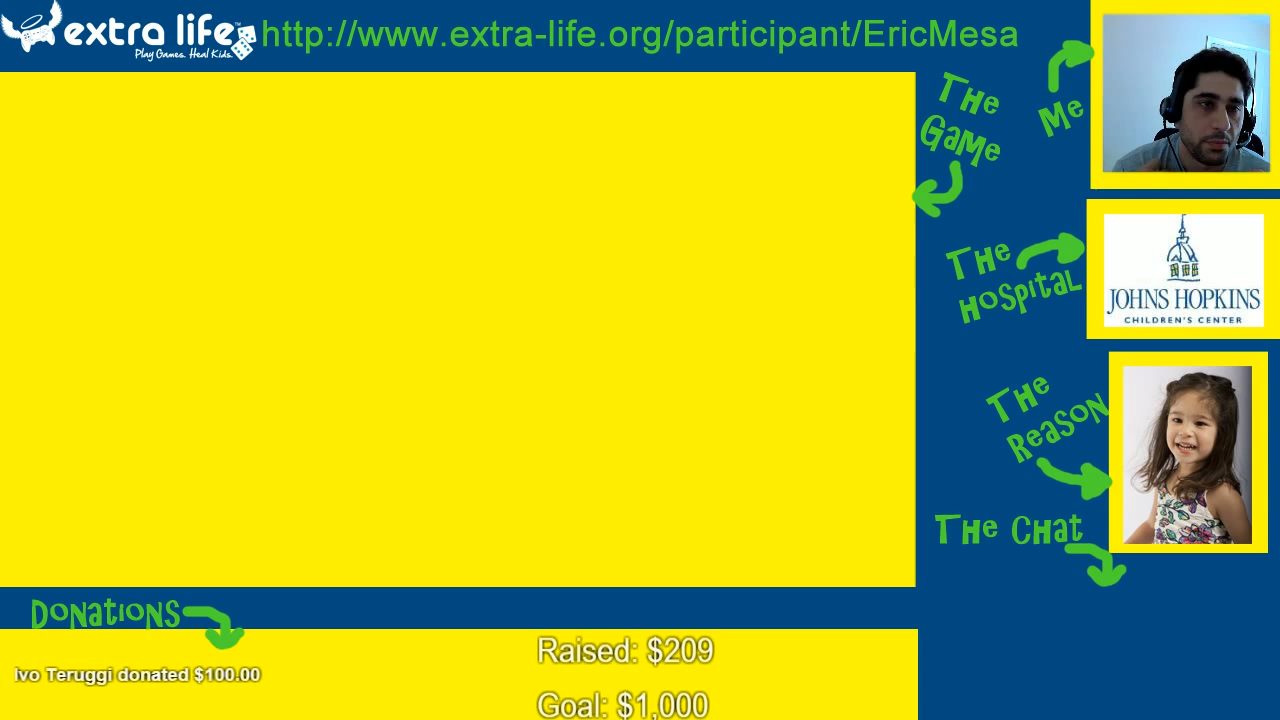 extra life
Play Games. Heal Kids.
http://www.extra-life.org/participant/EricMesa
The
Game
Me
The
Hospital
JOHNS HOPKINS
CHILDREN'S CENTER
The
Reason
The Chat
Donations
Ivo Teruggi donated $100.00
Raised: $209
Goal: $1,000